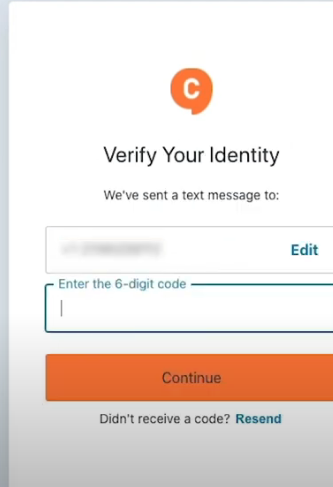 C
Verify Your Identity
We've sent a text message to:
Edit
Enter the 6-digit code
Continue
Didn't receive a code? Resend